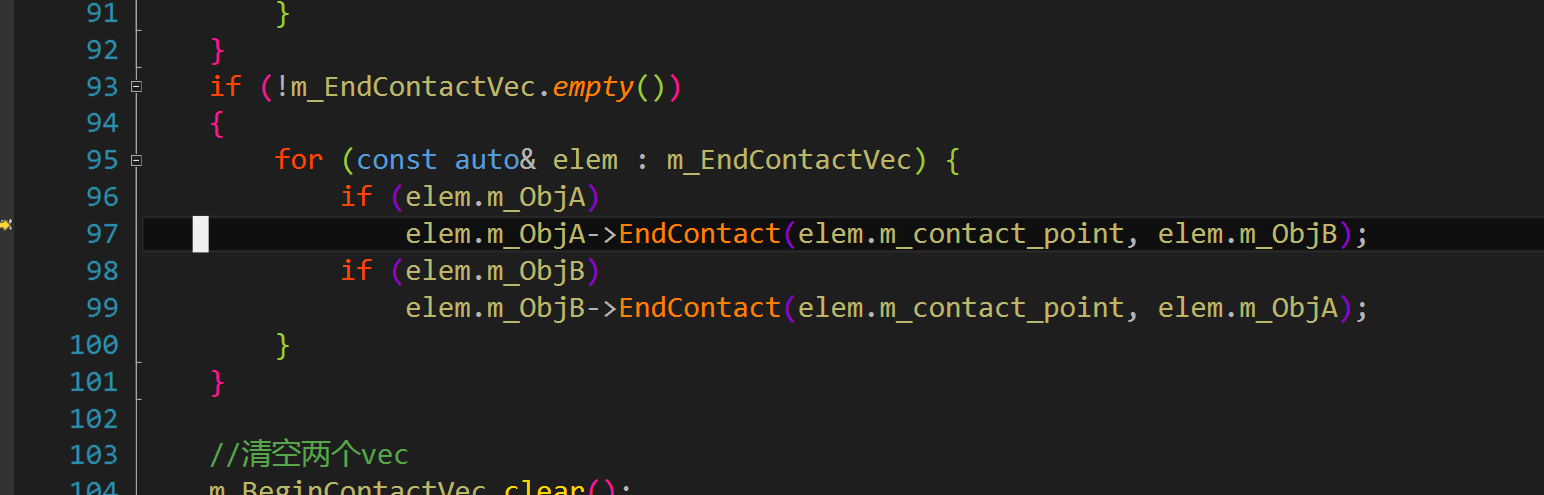 91 }
92 }
93 if (!m_EndContactVec.empty())
94 {
95 for (const auto& elem : m_EndContactVec) {
96 if (elem.m_ObjA)
97 elem.m_ObjA->EndContact(elem.m_contact_point, elem.m_ObjB);
98 if (elem.m_ObjB)
99 elem.m_ObjB->EndContact(elem.m_contact_point, elem.m_ObjA);
100 }
101 }
102
103 //清空两个vec
104 m_BeginContactVec.clear();